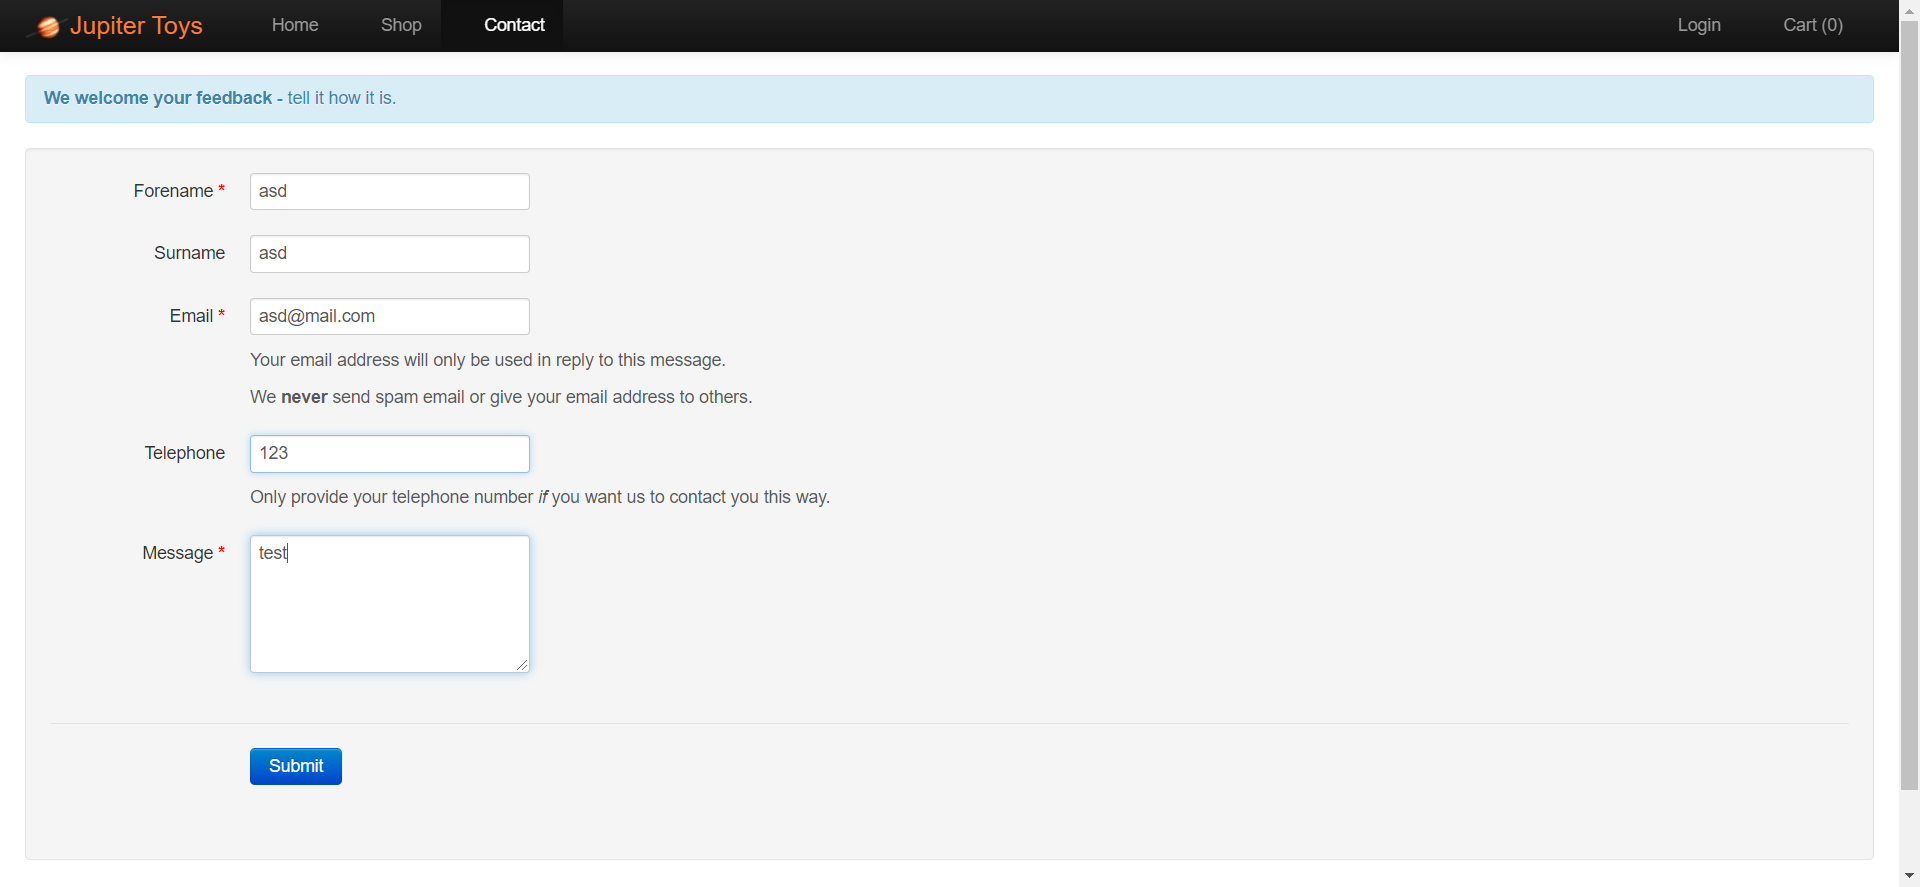 Jupiter Toys Home Shop Contact Login Cart (0)
We welcome your feedback - tell it how it is.
Forename * asd
Surname asd
Email * asd@mail.com
Your email address will only be used in reply to this message.
We never send spam email or give your email address to others.
Telephone 123
Only provide your telephone number if you want us to contact you this way.
Message * test
Submit